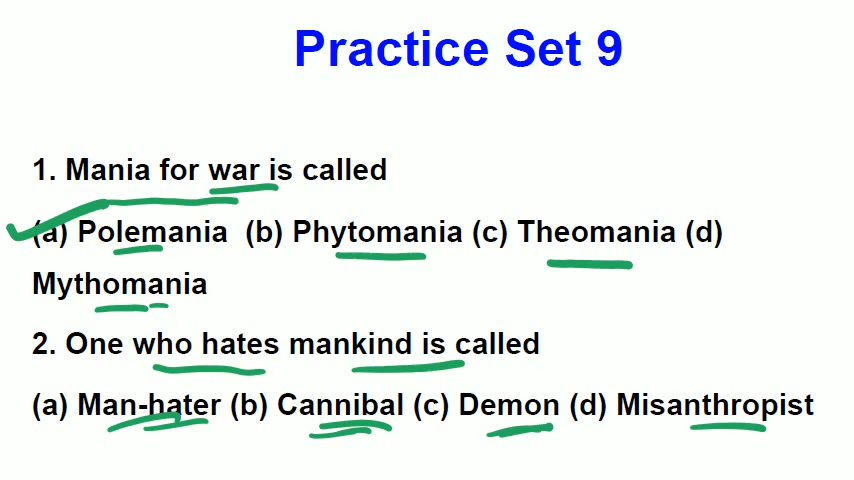 Practice Set 9
1. Mania for war is called
(a) Polemania (b) Phytomania (c) Theomania (d)
Mythomania
2. One who hates mankind is called
(a) Man-hater (b) Cannibal (c) Demon (d) Misanthropist